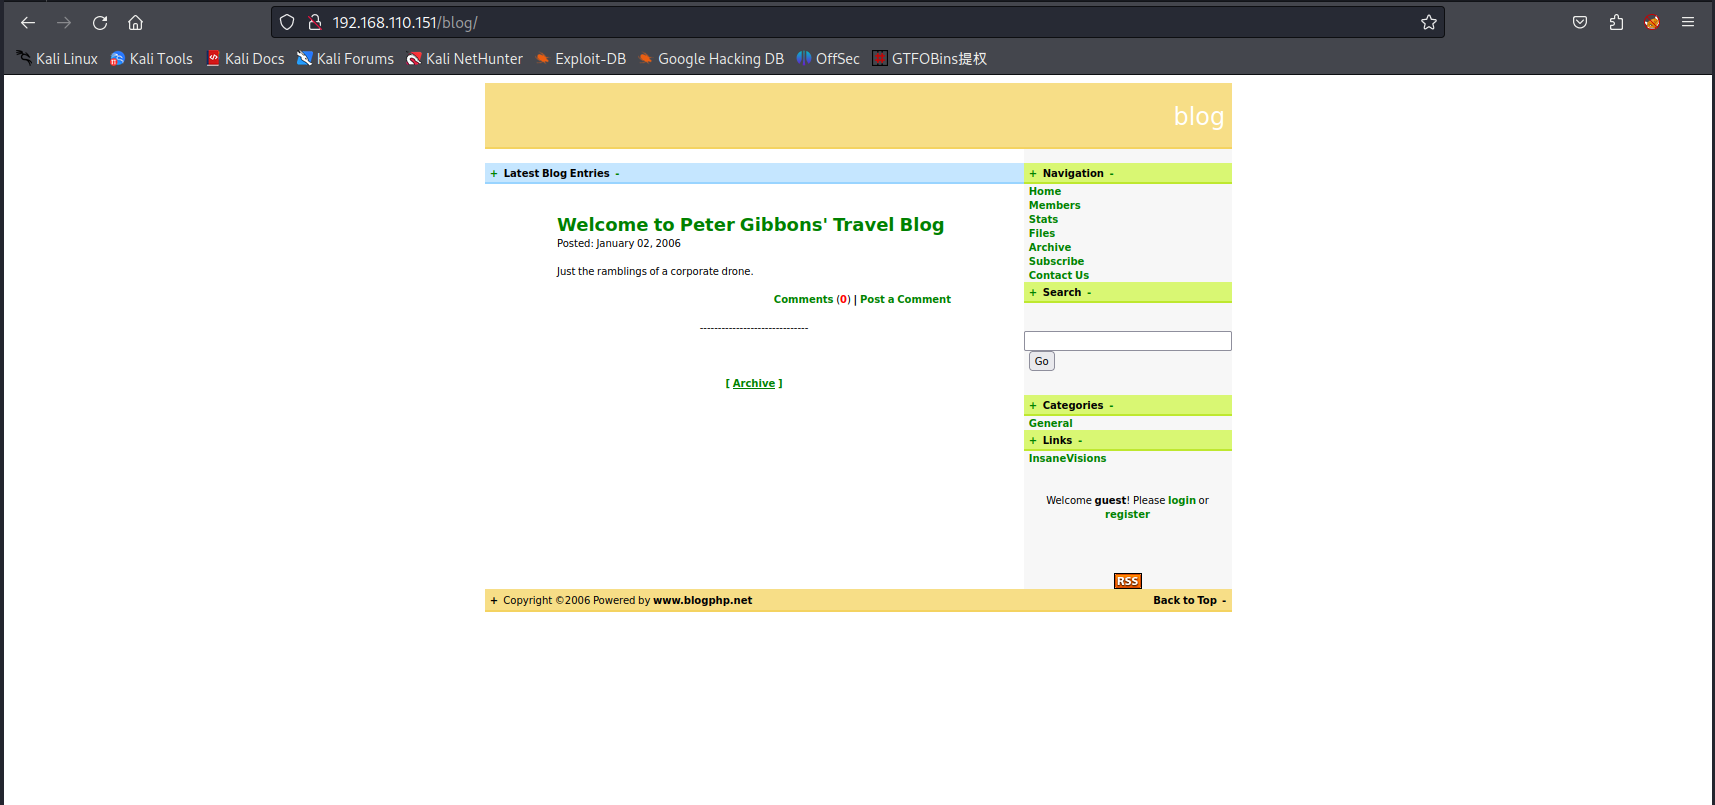 192.168.110.151/blog/
Kali Linux Kali Tools Kali Docs Kali Forums Kali NetHunter Exploit-DB Google Hacking DB OffSec GTFOBins提权
blog
+ Latest Blog Entries -
Welcome to Peter Gibbons' Travel Blog
Posted: January 02, 2006
Just the ramblings of a corporate drone.
Comments (0) | Post a Comment
------------------------------
[ Archive ]
+ Navigation -
Home
Members
Stats
Files
Archive
Subscribe
Contact Us
+ Search -
Go
+ Categories -
General
+ Links -
InsaneVisions
Welcome guest! Please login or
register
RSS
+ Copyright ©2006 Powered by www.blogphp.net
Back to Top -